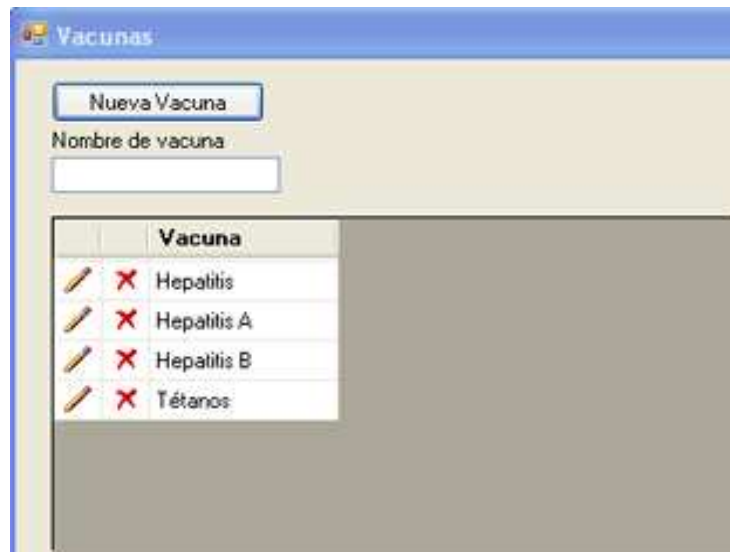 Vacunas
Nueva Vacuna
Nombre de vacuna
Vacuna
Hepatitis
Hepatitis A
Hepatitis B
Tétanos